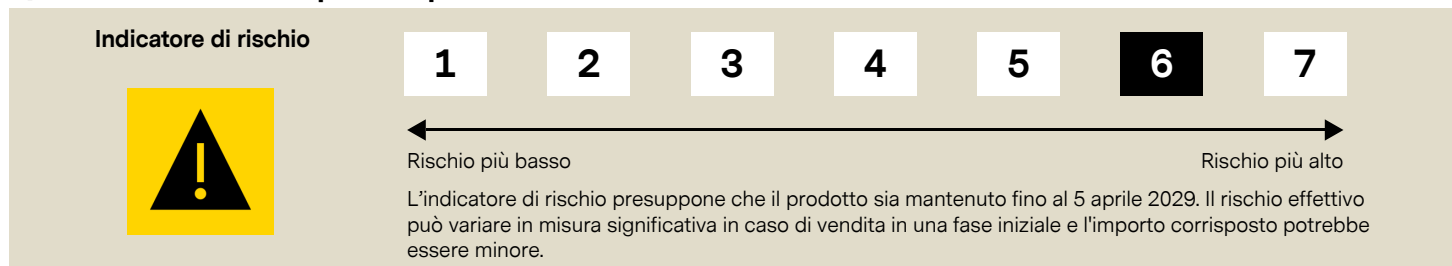 Indicatore di rischio
1 2 3 4 5 6 7
Rischio più basso Rischio più alto
L'indicatore di rischio presuppone che il prodotto sia mantenuto fino al 5 aprile 2029. Il rischio effettivo
può variare in misura significativa in caso di vendita in una fase iniziale e l'importo corrisposto potrebbe
essere minore.